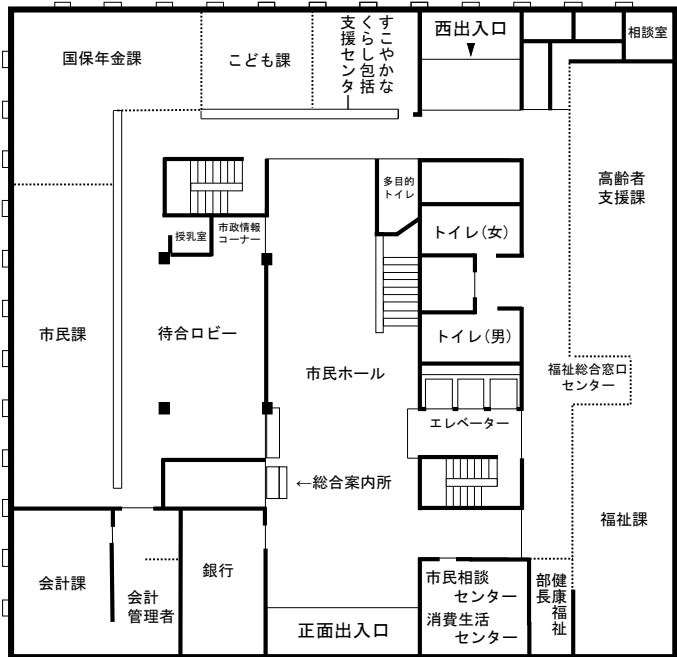 国保年金課
こども課
すこやかな
くらし包括
支援センター
西出入口
相談室
高齢者
支援課
多目的
トイレ
授乳室
市政情報
コーナー
トイレ(女)
市民課
待合ロビー
トイレ(男)
市民ホール
福祉総合窓口
センター
エレベーター
←総合案内所
福祉課
会計課
会計
管理者
銀行
市民相談
センター
消費生活
センター
健康福祉
部長
正面出入口